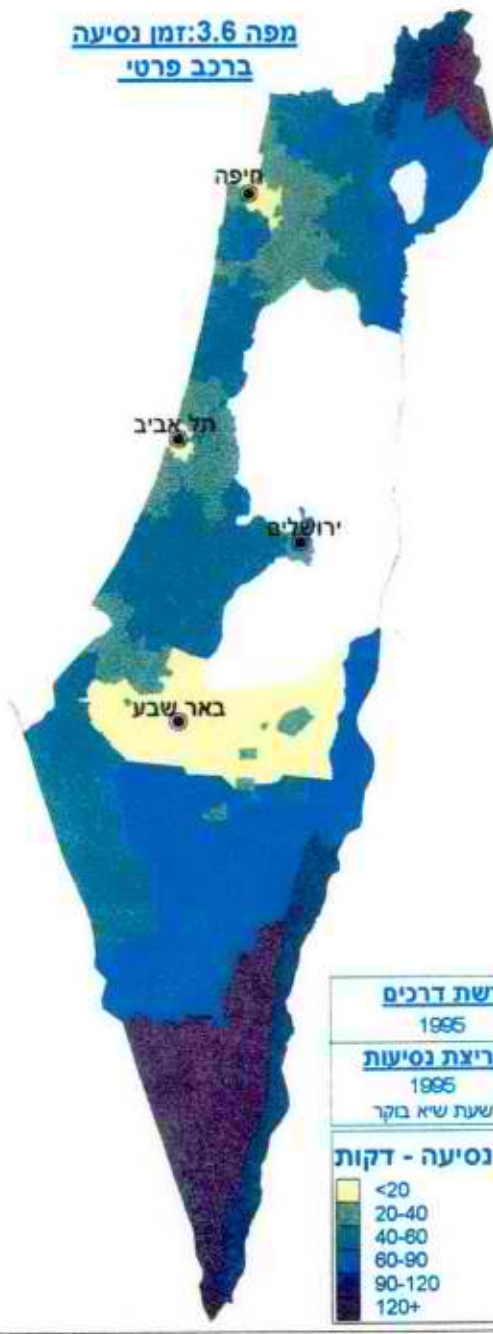 מפה 3.6:זמן נסיעה
ברכב פרטי
חיפה
תל אביב
ירושלים
באר שבע
שת דרכים
1995
ריצת נסיעות
1995
שעת שיא בוקר
נסיעה - דקות
<20
20-40
40-60
60-90
90-120
120+